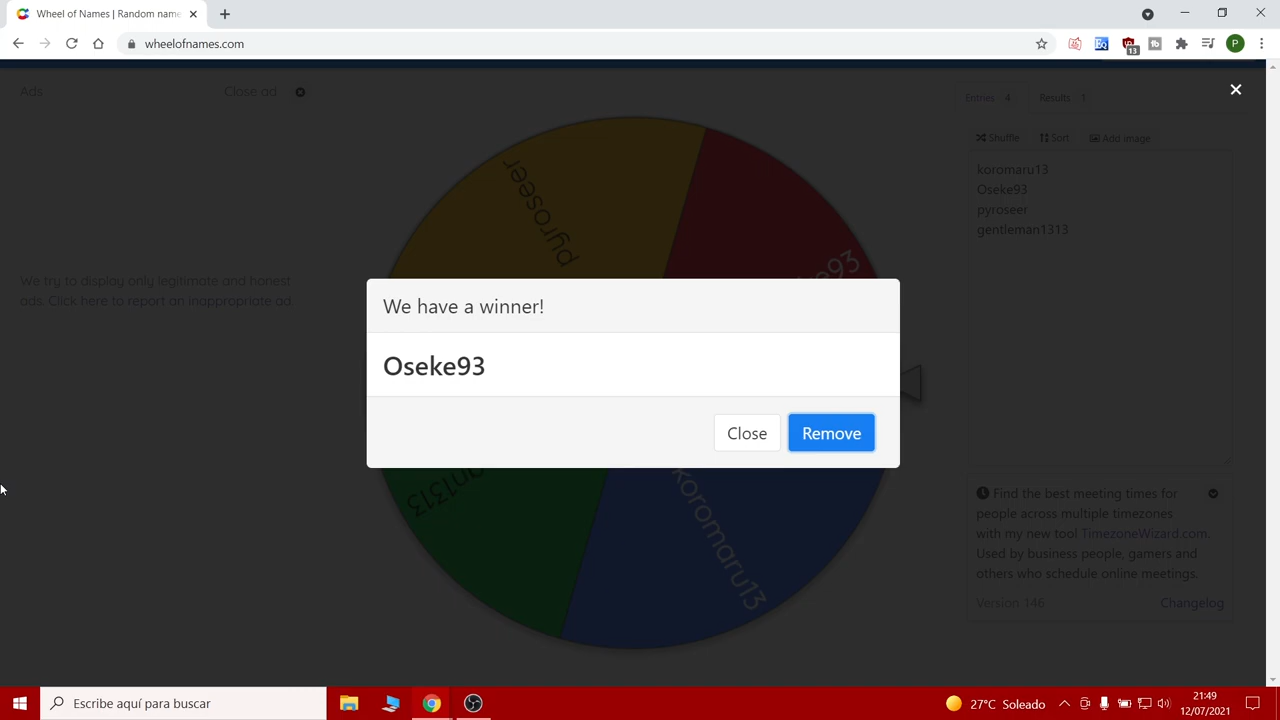 Wheel of Names | Random name
wheelofnames.com
13
P
Ads
Close ad
Entries 4
Results 1
Shuffle
Sort
Add image
koromaru13
Oseke93
pyroseer
gentleman1313
We try to display only legitimate and honest
ads. Click here to report an inappropriate ad
pyroseer
ke93
We have a winner!
Oseke93
Close
Remove
n1313
koromaru13
Find the best meeting times for
people across multiple timezones
with my new tool TimezoneWizard.com.
Used by business people, gamers and
others who schedule online meetings.
Version 146
Changelog
Escribe aquí para buscar
27°C Soleado
21:49
12/07/2021